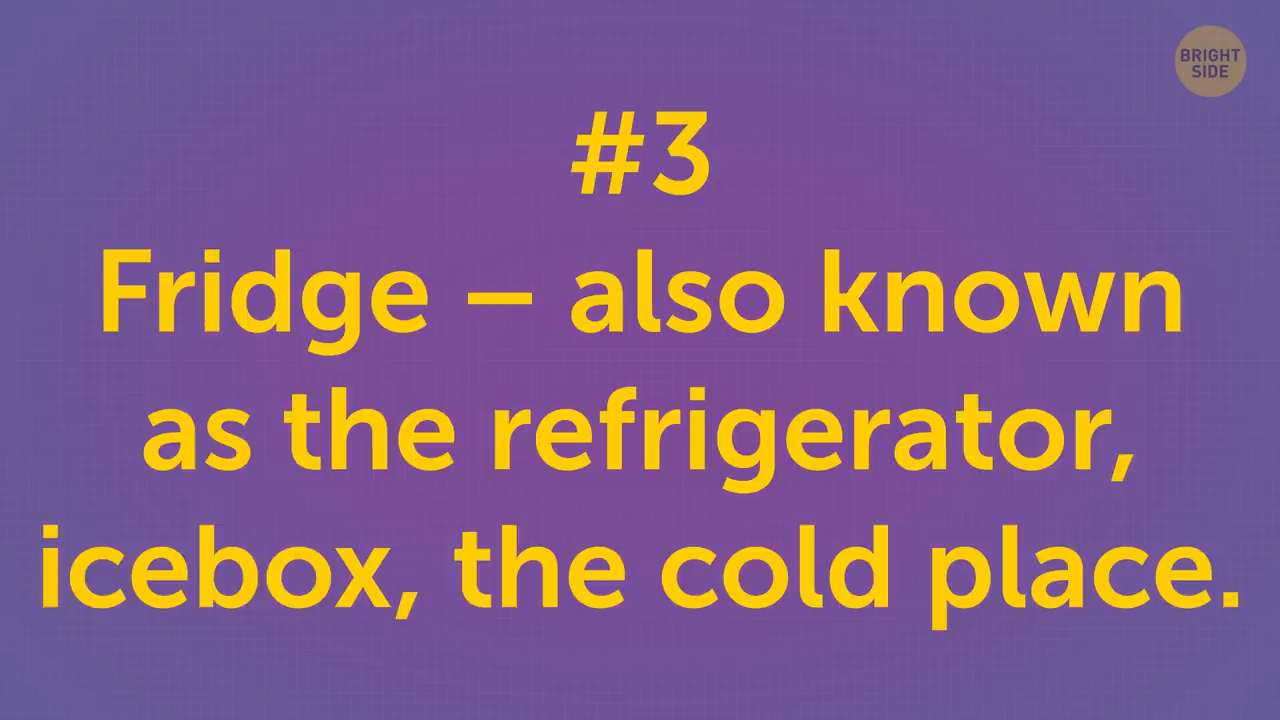 BRIGHT
SIDE
#3
Fridge – also known
as the refrigerator,
icebox, the cold place.